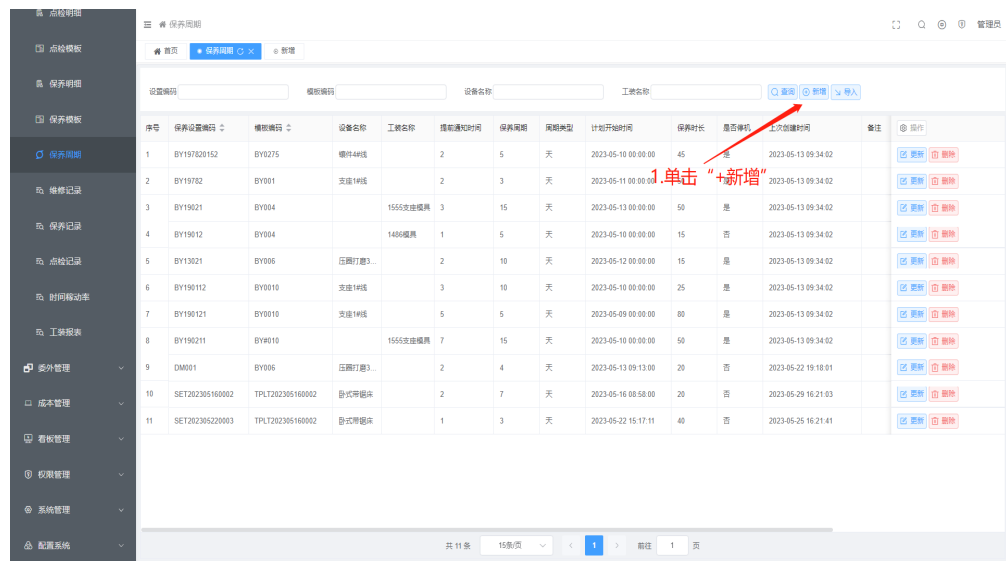 点检明细
保养周期
管理员
点检模板
首页 保养周期 新增
保养明细
设置编码 模板编码 设备名称 工装名称 查询 新增 导入
保养模板
序号 保养设置编码 模板编码 设备名称 工装名称 提前通知时间 保养周期 周期类型 计划开始时间 保养时长 是否停机 上次创建时间 备注 操作
保养周期
1 BY197820152 BY0275 锻件4#线 2 5 天 2023-05-10 00:00:00 45 是 2023-05-13 09:34:02 更新 删除
1.单击“+新增”
2 BY19782 BY001 支座1#线 2 3 天 2023-05-11 00:00:00 2023-05-13 09:34:02 更新 删除
维修记录
3 BY19021 BY004 1555支座模具 3 15 天 2023-05-13 00:00:00 50 是 2023-05-13 09:34:02 更新 删除
保养记录
4 BY19012 BY004 1486模具 1 5 天 2023-05-10 00:00:00 15 否 2023-05-13 09:34:02 更新 删除
点检记录
5 BY13021 BY006 压圈打磨3... 2 10 天 2023-05-12 00:00:00 15 是 2023-05-13 09:34:02 更新 删除
时间稼动率
6 BY190112 BY0010 支座1#线 3 10 天 2023-05-10 00:00:00 25 是 2023-05-13 09:34:02 更新 删除
7 BY190121 BY0010 支座1#线 5 5 天 2023-05-09 00:00:00 80 是 2023-05-13 09:34:02 更新 删除
工装报表
8 BY190211 BY#010 1555支座模具 7 15 天 2023-05-10 00:00:00 50 是 2023-05-13 09:34:02 更新 删除
委外管理
9 DM001 BY006 压圈打磨3... 2 4 天 2023-05-13 09:13:00 20 否 2023-05-22 19:18:01 更新 删除
10 SET202305160002 TPLT202305160002 卧式带锯床 2 7 天 2023-05-16 08:58:00 20 否 2023-05-29 16:21:03 更新 删除
成本管理
11 SET202305220003 TPLT202305160002 卧式带锯床 1 3 天 2023-05-22 15:17:11 40 否 2023-05-25 16:21:41 更新 删除
看板管理
权限管理
系统管理
配置系统
共 11 条 15条/页 1 前往 1 页